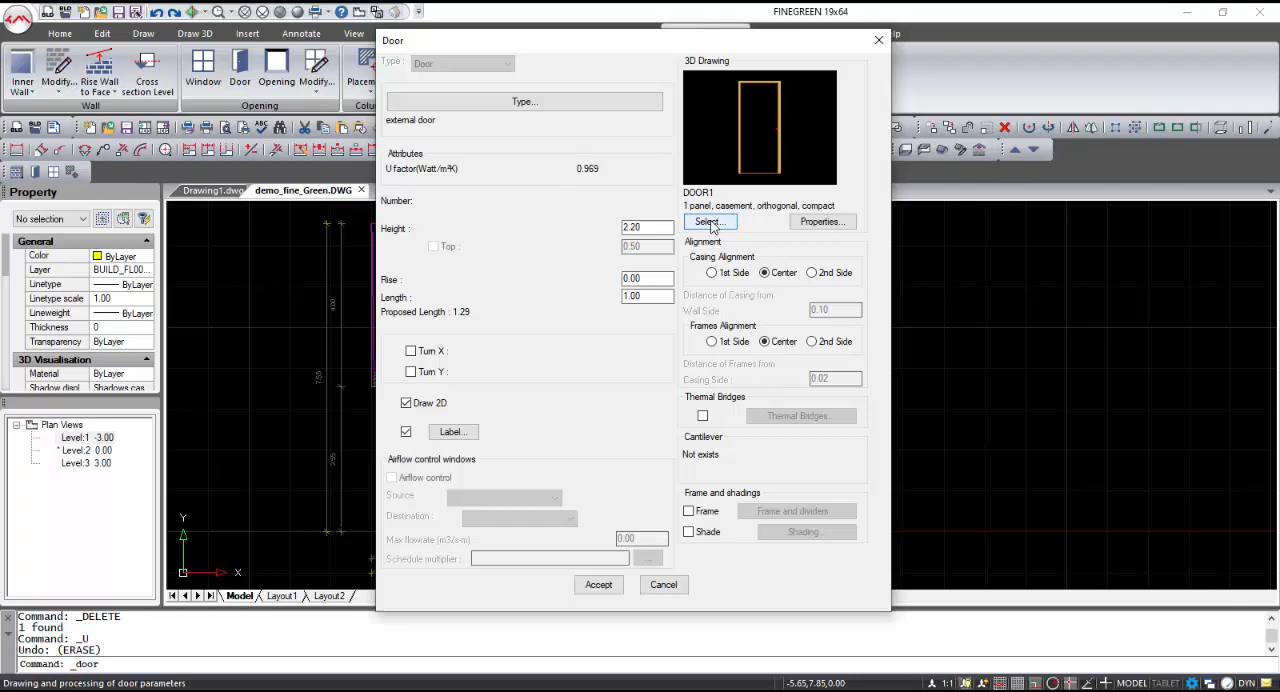 FINEGREEN 19x64
Home Edit Draw Draw 3D Insert Annotate View
Inner Wall Modify... Rise Wall to Face Cross section Level
Window Door Opening Modify...
Wall
Opening
Property
Drawing1.dwg demo_fine_Green.DWG
No selection
General
Color ByLayer
Layer BUILD_FL00...
Linetype ByLayer
Linetype scale 1.00
Lineweight ByLayer
Thickness 0
Transparency ByLayer
3D Visualisation
Material ByLayer
Shadow displ Shadows cas
Plan Views
Level:1 -3.00
* Level:2 0.00
Level:3 3.00
Y
X
Model Layout1 Layout2
Door
Type : Door
Type...
external door
Attributes
U factor(Watt/m²K) 0.969
Number:
Height : 2.20
Top : 0.50
Rise : 0.00
Length : 1.00
Proposed Length : 1.29
Turn X :
Turn Y :
Draw 2D
Label...
Airflow control windows
Airflow control
Source
Destination :
Max flowrate (m3/s-m) 0.00
Schedule multiplier : ...
Accept Cancel
3D Drawing
DOOR1
1 panel, casement, orthogonal, compact
Select... Properties...
Alignment
Casing Alignment
1st Side Center 2nd Side
Distance of Casing from
Wall Side 0.10
Frames Alignment
1st Side Center 2nd Side
Distance of Frames from
Casing Side : 0.02
Thermal Bridges
Thermal Bridges...
Cantilever
Not exists
Frame and shadings
Frame Frame and dividers
Shade Shading...
Command: _DELETE
1 found
Command: _U
Undo: (ERASE)
Command: _door
Drawing and processing of door parameters -5.65,7.85,0.00 1:1 MODEL TABLET DYN